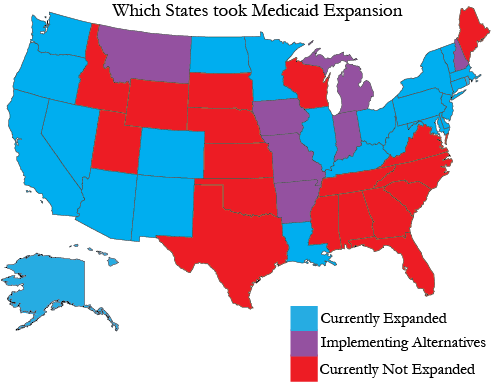 Which States took Medicaid Expansion
Currently Expanded
Implementing Alternatives
Currently Not Expanded